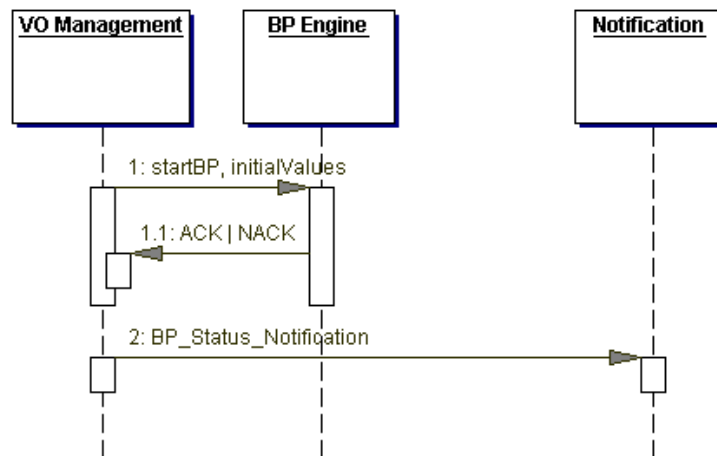 VO Management
BP Engine
Notification
1: startBP, initialValues
1.1: ACK | NACK
2: BP_Status_Notification